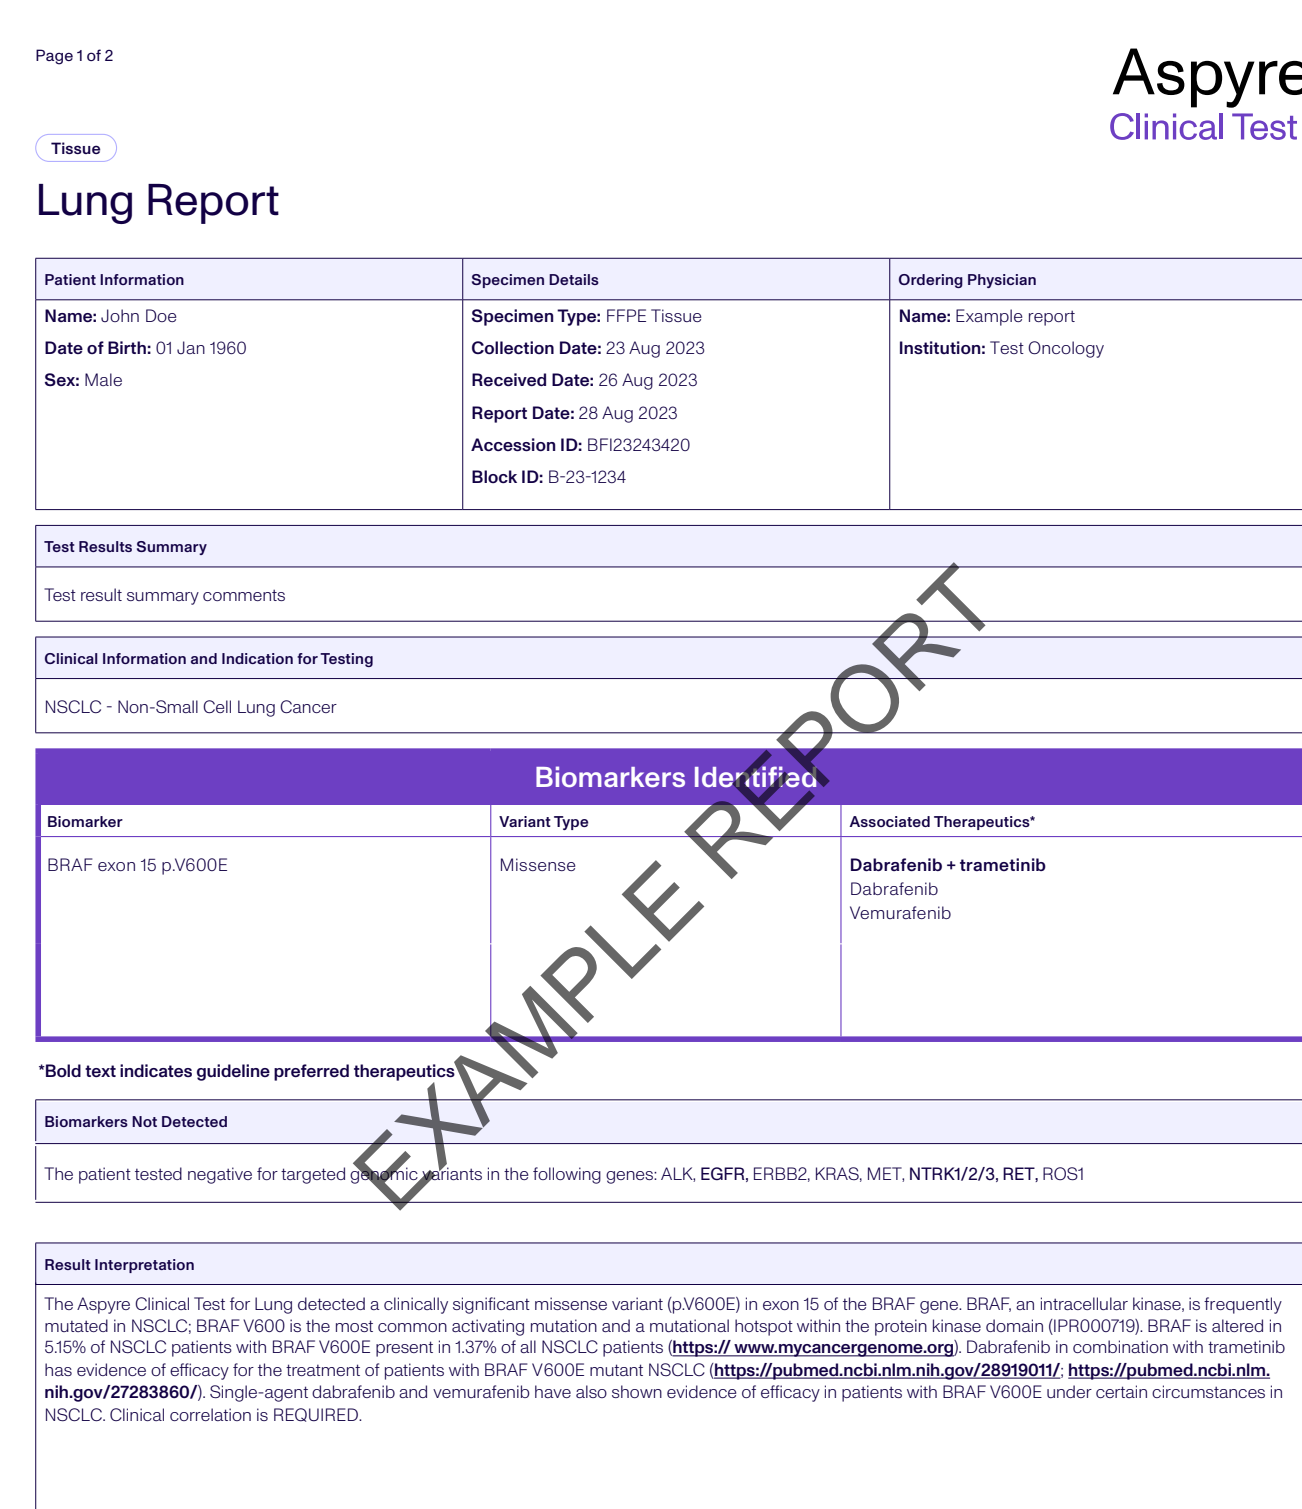 Page 1 of 2
Aspyre
Clinical Test
Tissue
Lung Report
Patient Information
Name: John Doe
Date of Birth: 01 Jan 1960
Sex: Male
Specimen Details
Specimen Type: FFPE Tissue
Collection Date: 23 Aug 2023
Received Date: 26 Aug 2023
Report Date: 28 Aug 2023
Accession ID: BFI23243420
Block ID: B-23-1234
Ordering Physician
Name: Example report
Institution: Test Oncology
Test Results Summary
Test result summary comments
Clinical Information and Indication for Testing
NSCLC - Non-Small Cell Lung Cancer
Biomarkers Identified
Biomarker Variant Type Associated Therapeutics*
BRAF exon 15 p.V600E Missense Dabrafenib + trametinib
Dabrafenib
Vemurafenib
EXAMPLE REPORT
*Bold text indicates guideline preferred therapeutics
Biomarkers Not Detected
The patient tested negative for targeted genomic variants in the following genes: ALK, EGFR, ERBB2, KRAS, MET, NTRK1/2/3, RET, ROS1
Result Interpretation
The Aspyre Clinical Test for Lung detected a clinically significant missense variant (p.V600E) in exon 15 of the BRAF gene. BRAF, an intracellular kinase, is frequently
mutated in NSCLC; BRAF V600 is the most common activating mutation and a mutational hotspot within the protein kinase domain (IPR000719). BRAF is altered in
5.15% of NSCLC patients with BRAF V600E present in 1.37% of all NSCLC patients (https:// www.mycancergenome.org). Dabrafenib in combination with trametinib
has evidence of efficacy for the treatment of patients with BRAF V600E mutant NSCLC (https://pubmed.ncbi.nlm.nih.gov/28919011/; https://pubmed.ncbi.nlm.
nih.gov/27283860/). Single-agent dabrafenib and vemurafenib have also shown evidence of efficacy in patients with BRAF V600E under certain circumstances in
NSCLC. Clinical correlation is REQUIRED.